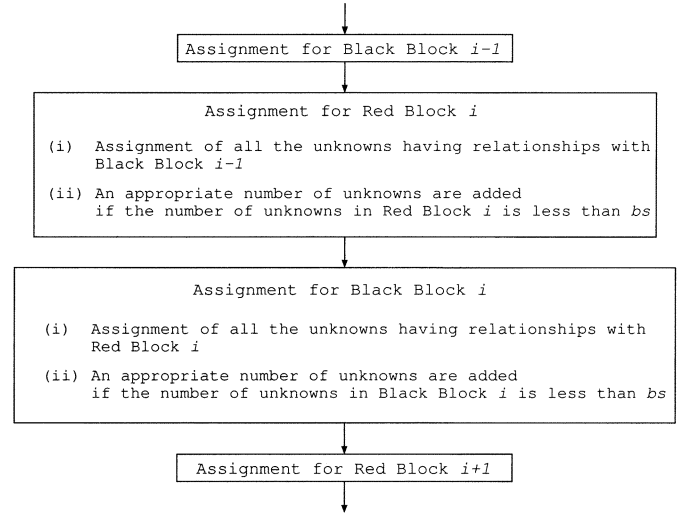 Assignment for Black Block i-1
Assignment for Red Block i
(i) Assignment of all the unknowns having relationships with
Black Block i-1
(ii) An appropriate number of unknowns are added
if the number of unknowns in Red Block i is less than bs
Assignment for Black Block i
(i) Assignment of all the unknowns having relationships with
Red Block i
(ii) An appropriate number of unknowns are added
if the number of unknowns in Black Block i is less than bs
Assignment for Red Block i+1